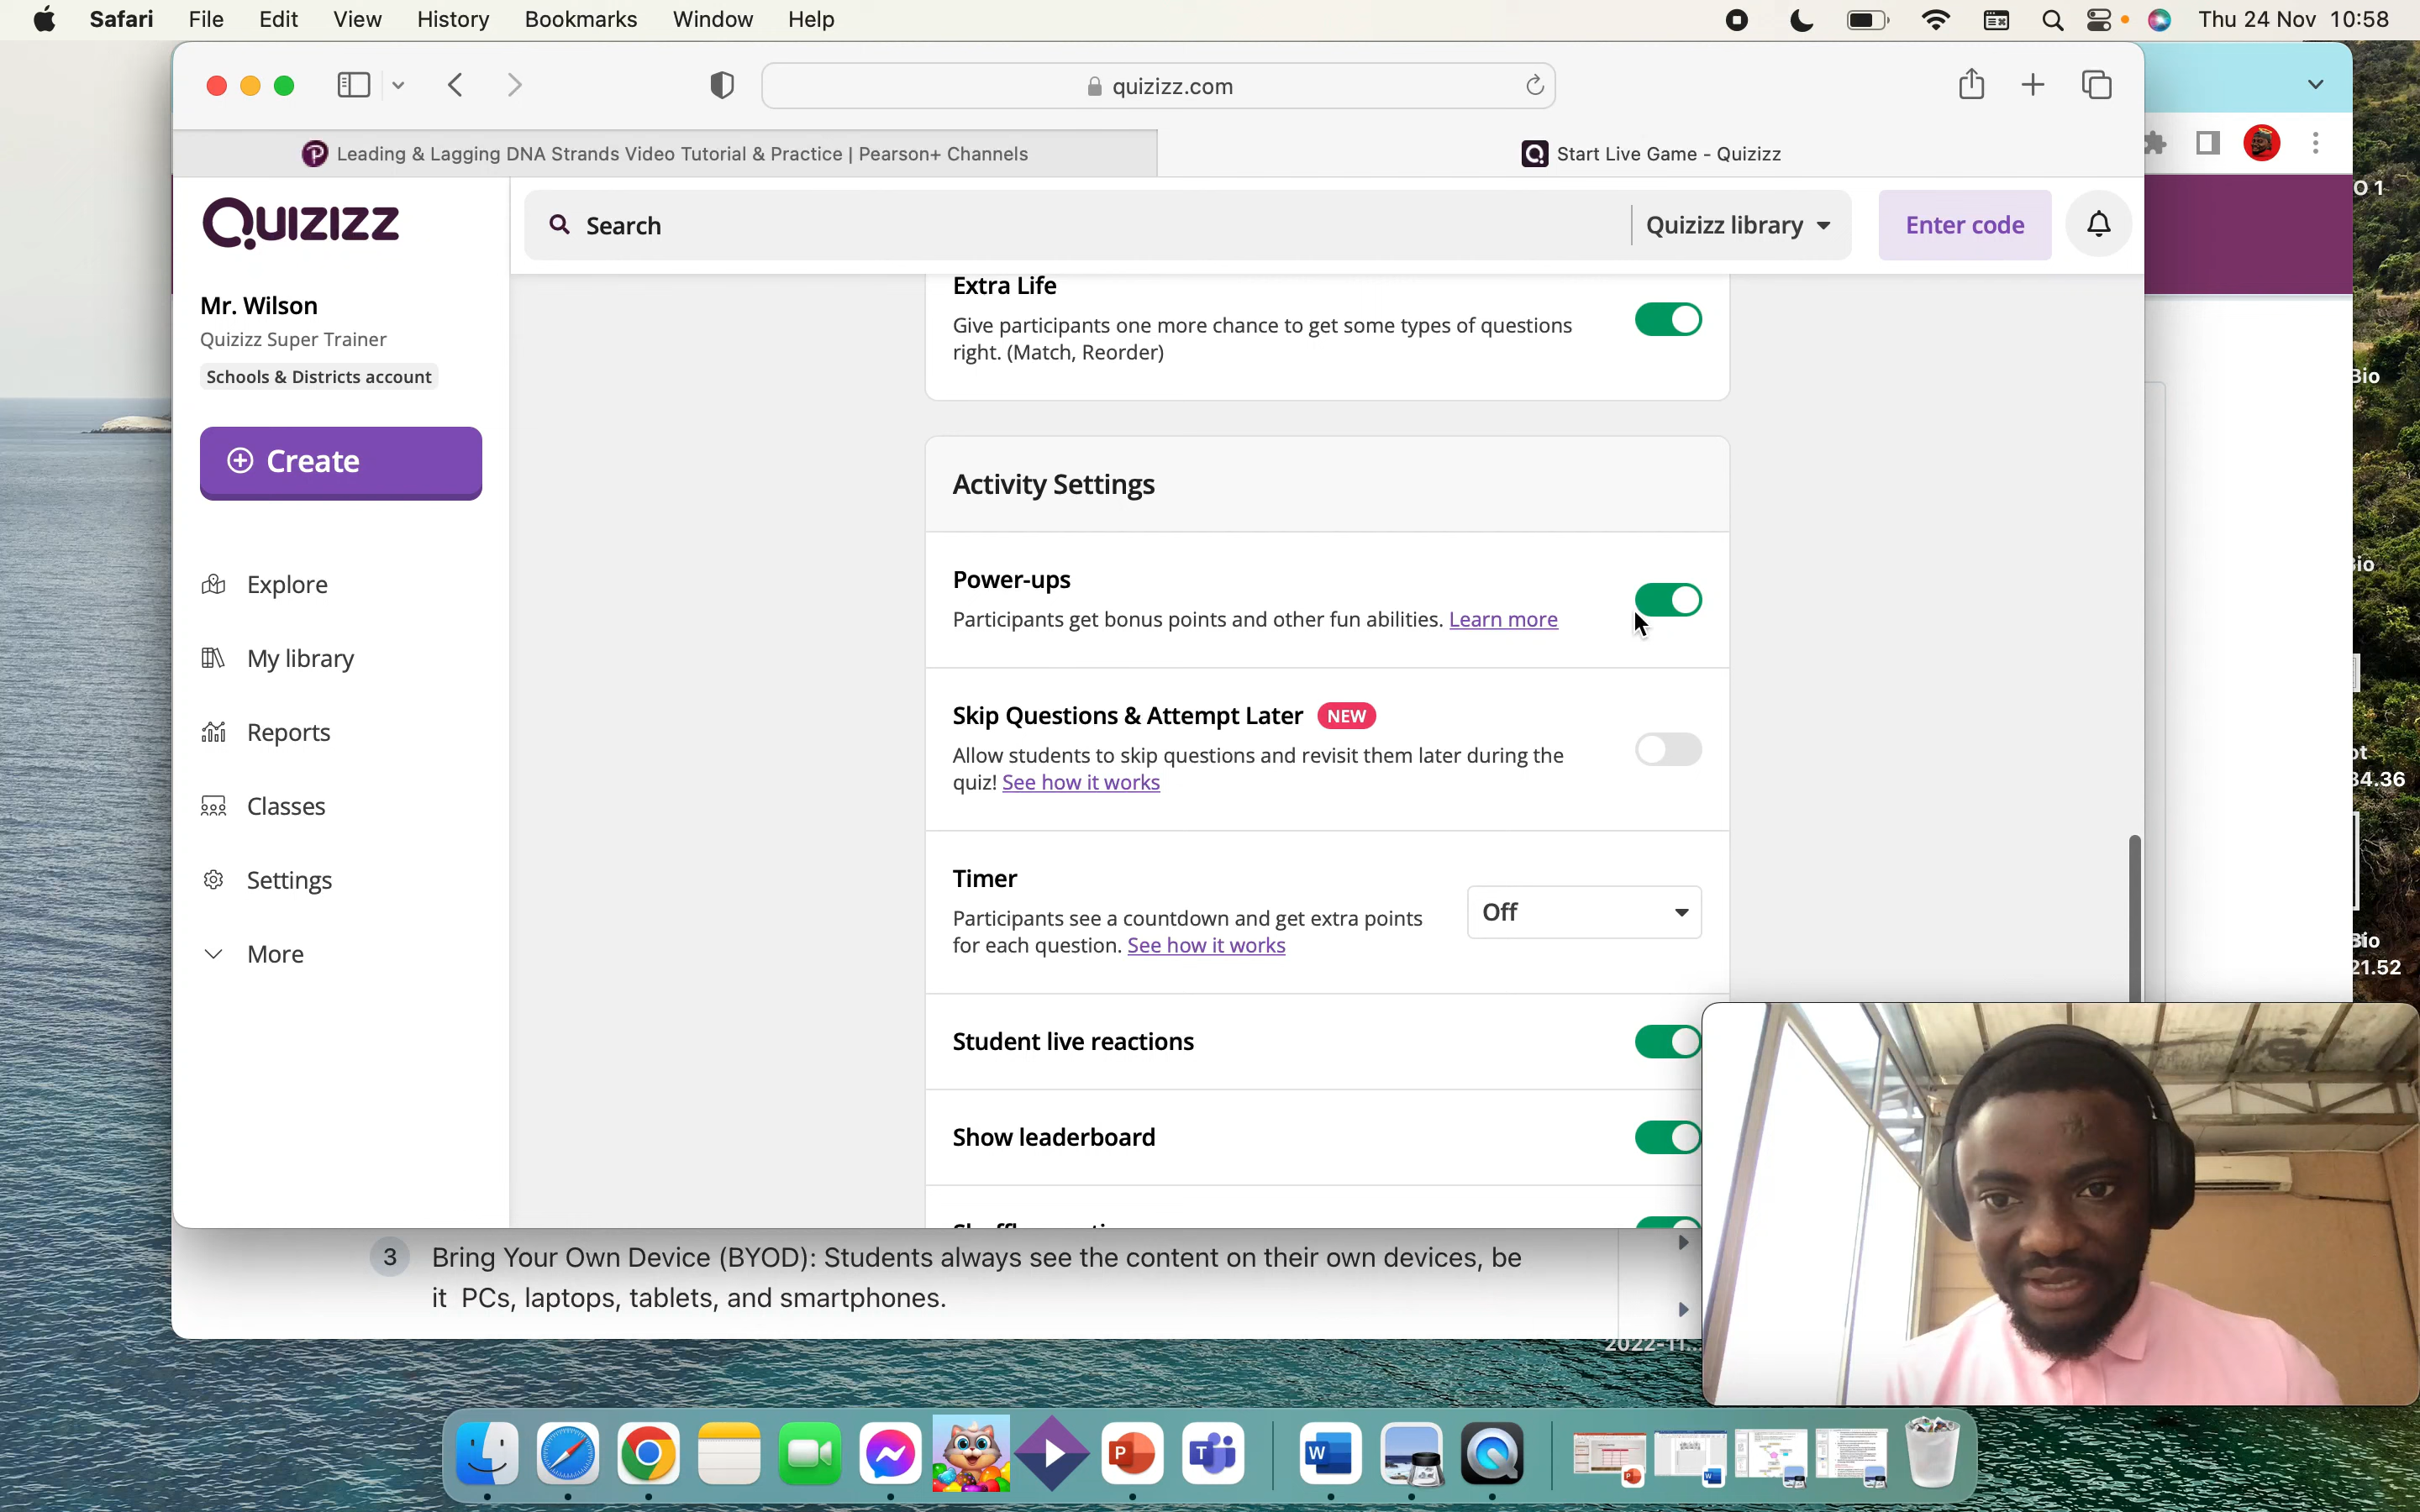 Safari File Edit View History Bookmarks Window Help Thu 24 Nov 10:58
quizizz.com
Leading & Lagging DNA Strands Video Tutorial & Practice | Pearson+ Channels
Start Live Game - Quizizz
QUIZIZZ
Search
Quizizz library
Enter code
Mr. Wilson
Quizizz Super Trainer
Schools & Districts account
Create
Explore
My library
Reports
Classes
Settings
More
Extra Life
Give participants one more chance to get some types of questions
right. (Match, Reorder)
Activity Settings
Power-ups
Participants get bonus points and other fun abilities. Learn more
Skip Questions & Attempt Later NEW
Allow students to skip questions and revisit them later during the
quiz! See how it works
Timer
Participants see a countdown and get extra points
for each question. See how it works
Off
Student live reactions
Show leaderboard
3 Bring Your Own Device (BYOD): Students always see the content on their own devices, be
it PCs, laptops, tablets, and smartphones.
O 1
Bio
34.36
21.52